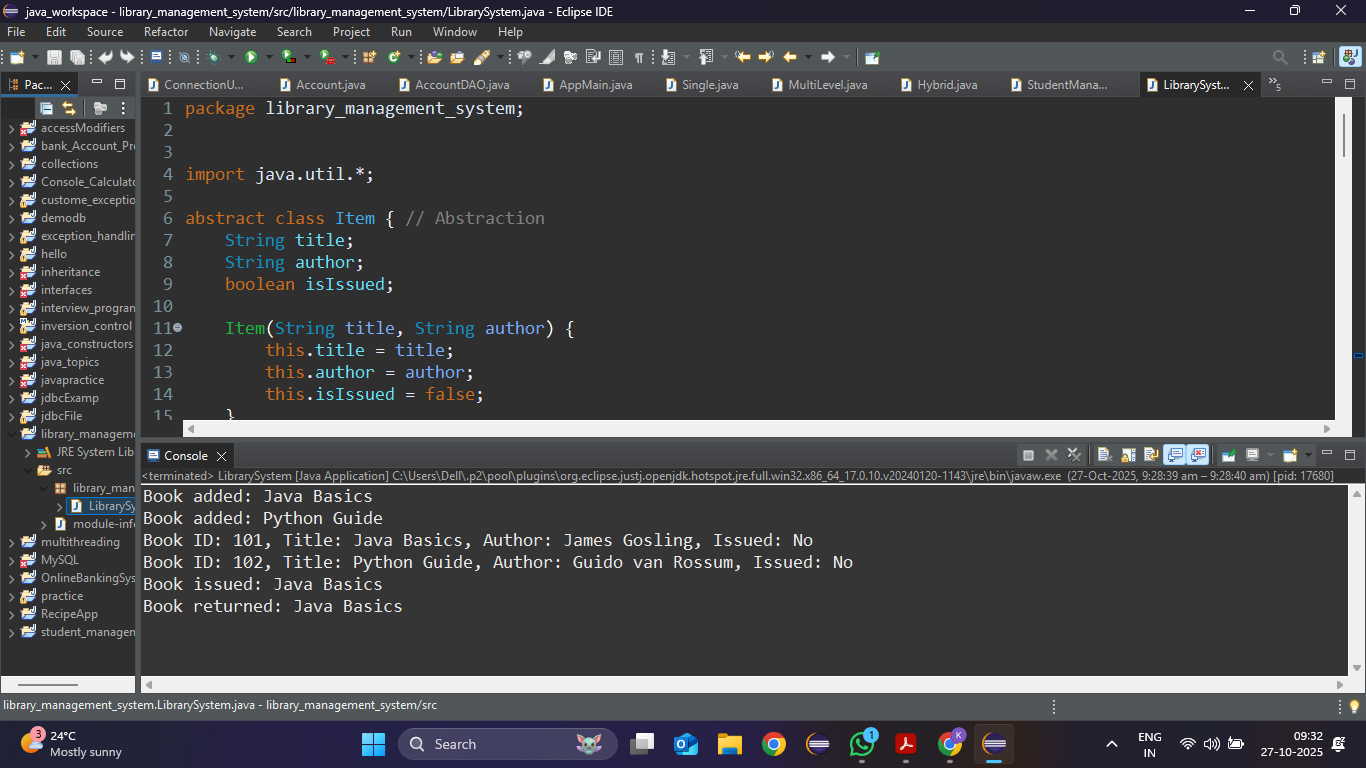 java_workspace - library_management_system/src/library_management_system/LibrarySystem.java - Eclipse IDE
File Edit Source Refactor Navigate Search Project Run Window Help
Pac...
ConnectionU... Account.java AccountDAO.java AppMain.java Single.java MultiLevel.java Hybrid.java StudentMana... LibrarySyst... »5
accessModifiers
bank_Account_Pr
collections
Console_Calculat
custome_exceptio
demodb
exception_handlin
hello
inheritance
interfaces
interview_progran
inversion_control
java_constructors
java_topics
javapractice
jdbcExamp
jdbcFile
library_managem
JRE System Lib
src
library_man
LibrarySy
module-info
multithreading
MySQL
OnlineBankingSys
practice
RecipeApp
student_managen
1 package library_management_system;
2
3
4 import java.util.*;
5
6 abstract class Item { // Abstraction
7 String title;
8 String author;
9 boolean isIssued;
10
11 Item(String title, String author) {
12 this.title = title;
13 this.author = author;
14 this.isIssued = false;
15 }
Console
<terminated> LibrarySystem [Java Application] C:\Users\Dell\.p2\pool\plugins\org.eclipse.justj.openjdk.hotspot.jre.full.win32.x86_64_17.0.10.v20240120-1143\jre\bin\javaw.exe (27-Oct-2025, 9:28:39 am – 9:28:40 am) [pid: 17680]
Book added: Java Basics
Book added: Python Guide
Book ID: 101, Title: Java Basics, Author: James Gosling, Issued: No
Book ID: 102, Title: Python Guide, Author: Guido van Rossum, Issued: No
Book issued: Java Basics
Book returned: Java Basics
library_management_system.LibrarySystem.java - library_management_system/src
3
24°C
Mostly sunny
Search
1
K
ENG
IN
09:32
27-10-2025